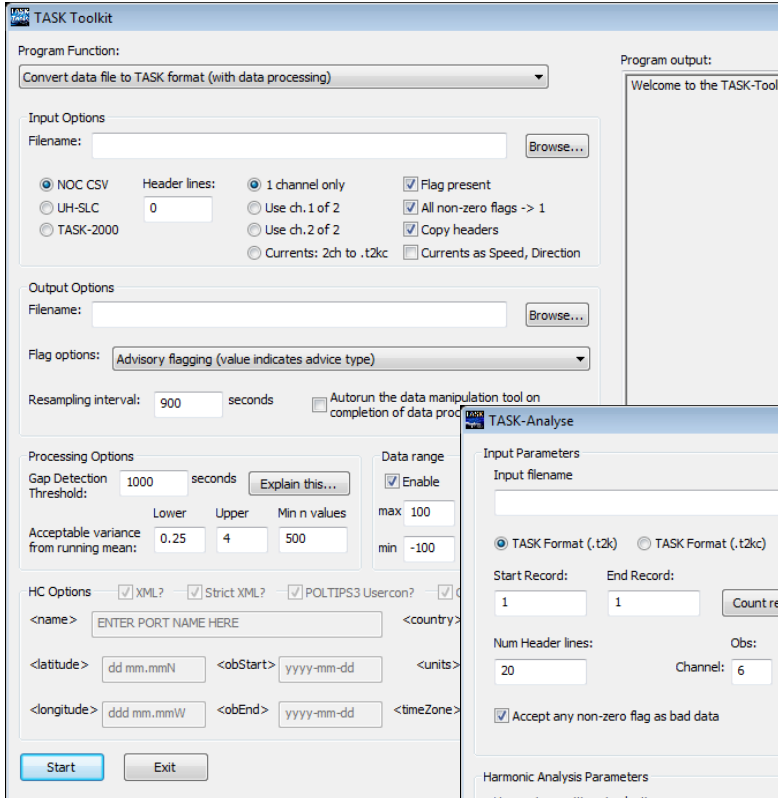 TASK Toolkit
Program Function:
Program output:
Convert data file to TASK format (with data processing)
Welcome to the TASK-Tool
Input Options
Filename:
Browse...
NOC CSV
Header lines:
1 channel only
Flag present
UH-SLC
0
Use ch.1 of 2
All non-zero flags -> 1
TASK-2000
Use ch.2 of 2
Copy headers
Currents: 2ch to .t2kc
Currents as Speed, Direction
Output Options
Filename:
Browse...
Flag options:
Advisory flagging (value indicates advice type)
Resampling interval:
900
seconds
Autorun the data manipulation tool on
completion of data proc
Processing Options
Gap Detection
Threshold:
1000
seconds
Explain this...
Lower
Upper
Min n values
Acceptable variance
from running mean:
0.25
4
500
Data range
Enable
max
100
min
-100
HC Options
XML?
Strict XML?
POLTIPS3 Usercon?
<name>
ENTER PORT NAME HERE
<country>
<latitude>
dd mm.mmN
<obStart>
yyyy-mm-dd
<units>
<longitude>
ddd mm.mmW
<obEnd>
yyyy-mm-dd
<timeZone>
Start
Exit
TASK-Analyse
Input Parameters
Input filename
TASK Format (.t2k)
TASK Format (.t2kc)
Start Record:
End Record:
1
1
Count re
Num Header lines:
Obs:
20
Channel:
6
Accept any non-zero flag as bad data
Harmonic Analysis Parameters